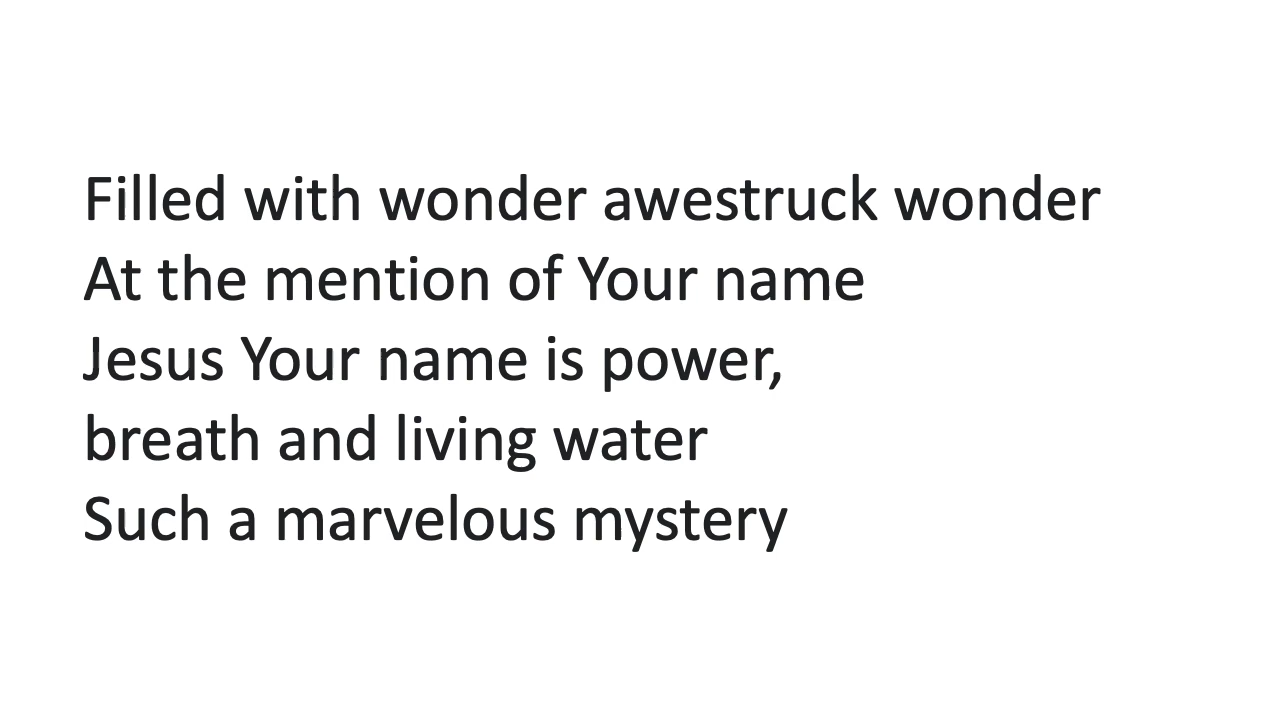 Filled with wonder awestruck wonder
At the mention of Your name
Jesus Your name is power,
breath and living water
Such a marvelous mystery